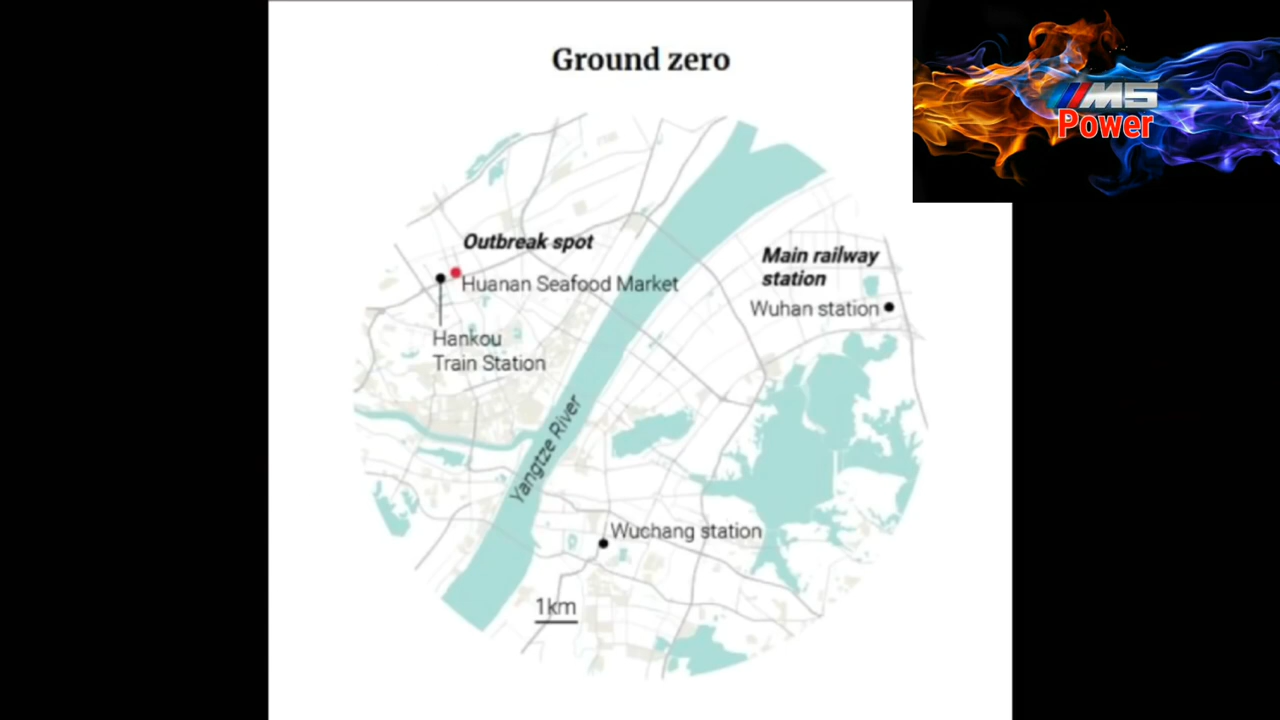 Ground zero
M5
Power
Outbreak spot
Huanan Seafood Market
Hankou
Train Station
Main railway
station
Wuhan station
Yangtze River
Wuchang station
1km